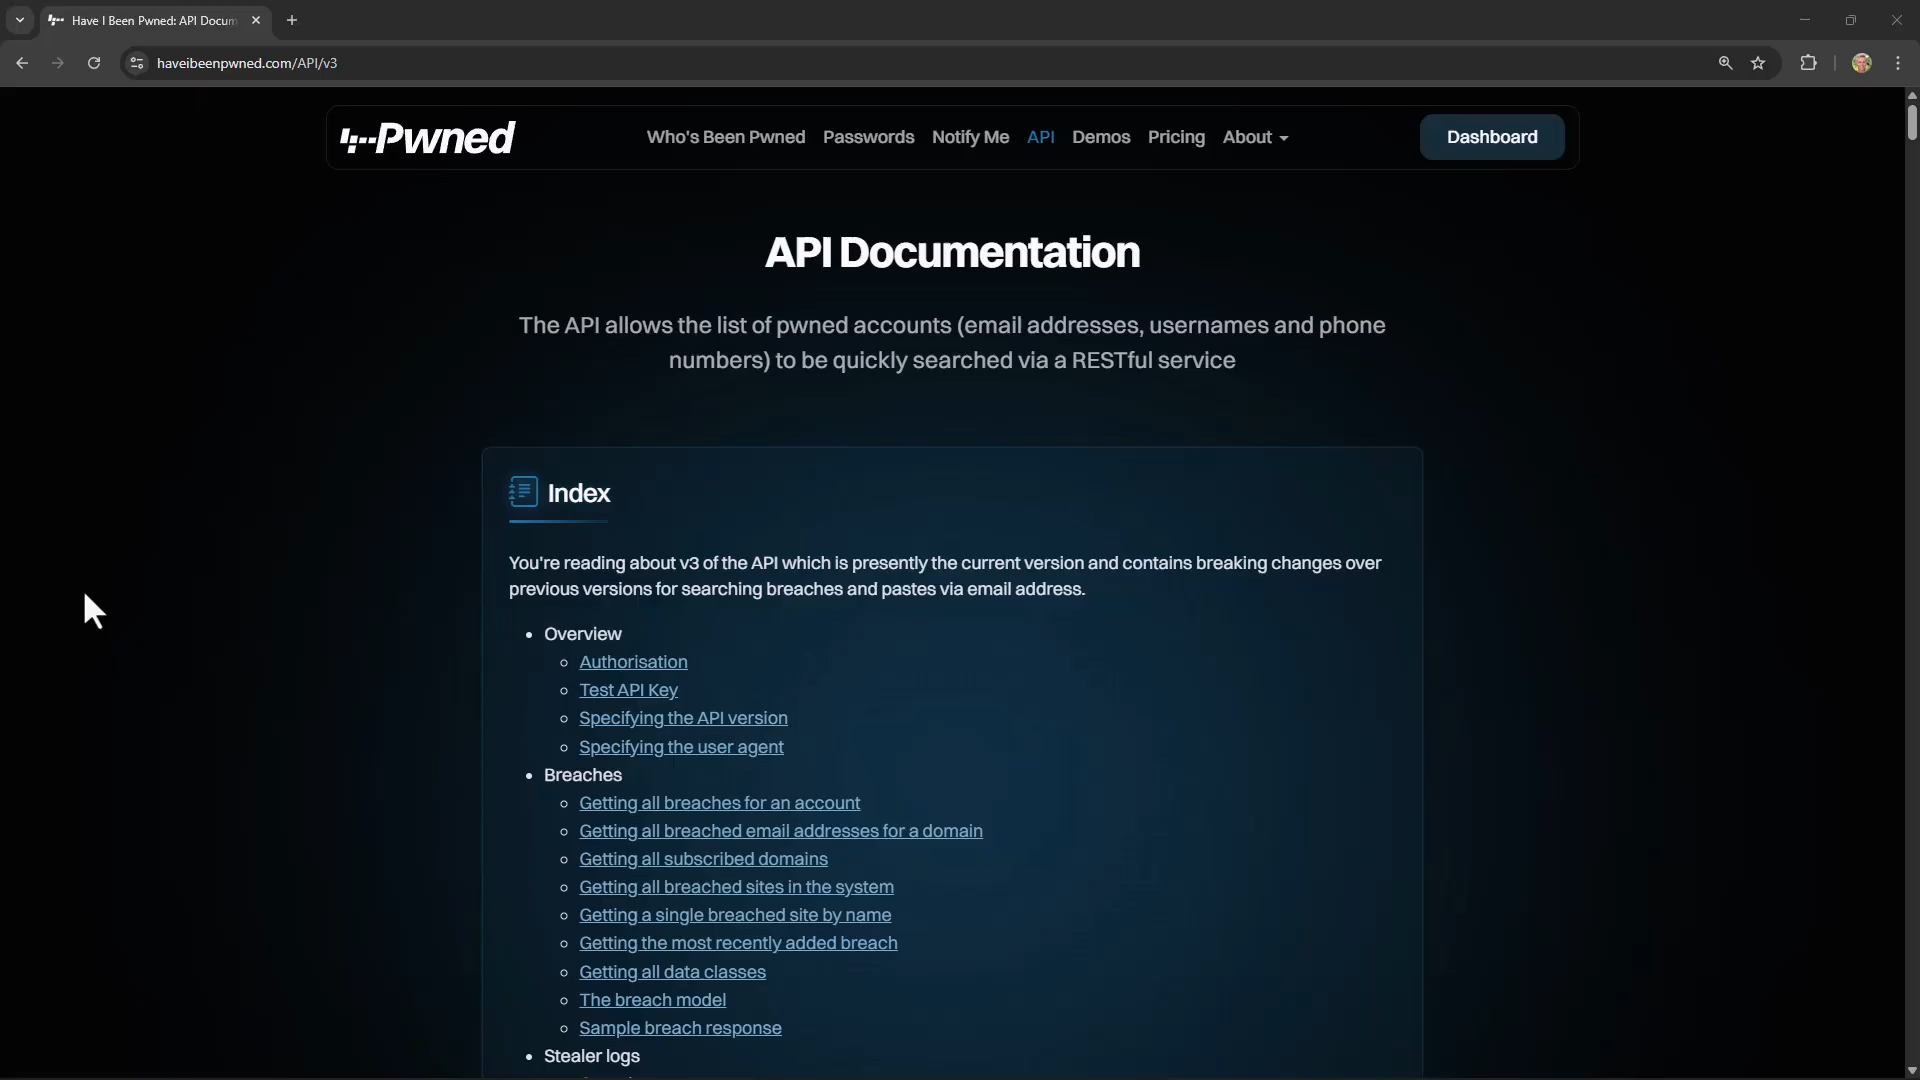 Have I Been Pwned: API Docum
haveibeenpwned.com/API/v3
Pwned
Who's Been Pwned
Passwords
Notify Me
API
Demos
Pricing
About
Dashboard
API Documentation
The API allows the list of pwned accounts (email addresses, usernames and phone
numbers) to be quickly searched via a RESTful service
Index
You're reading about v3 of the API which is presently the current version and contains breaking changes over
previous versions for searching breaches and pastes via email address.
Overview
Authorisation
Test API Key
Specifying the API version
Specifying the user agent
Breaches
Getting all breaches for an account
Getting all breached email addresses for a domain
Getting all subscribed domains
Getting all breached sites in the system
Getting a single breached site by name
Getting the most recently added breach
Getting all data classes
The breach model
Sample breach response
Stealer logs